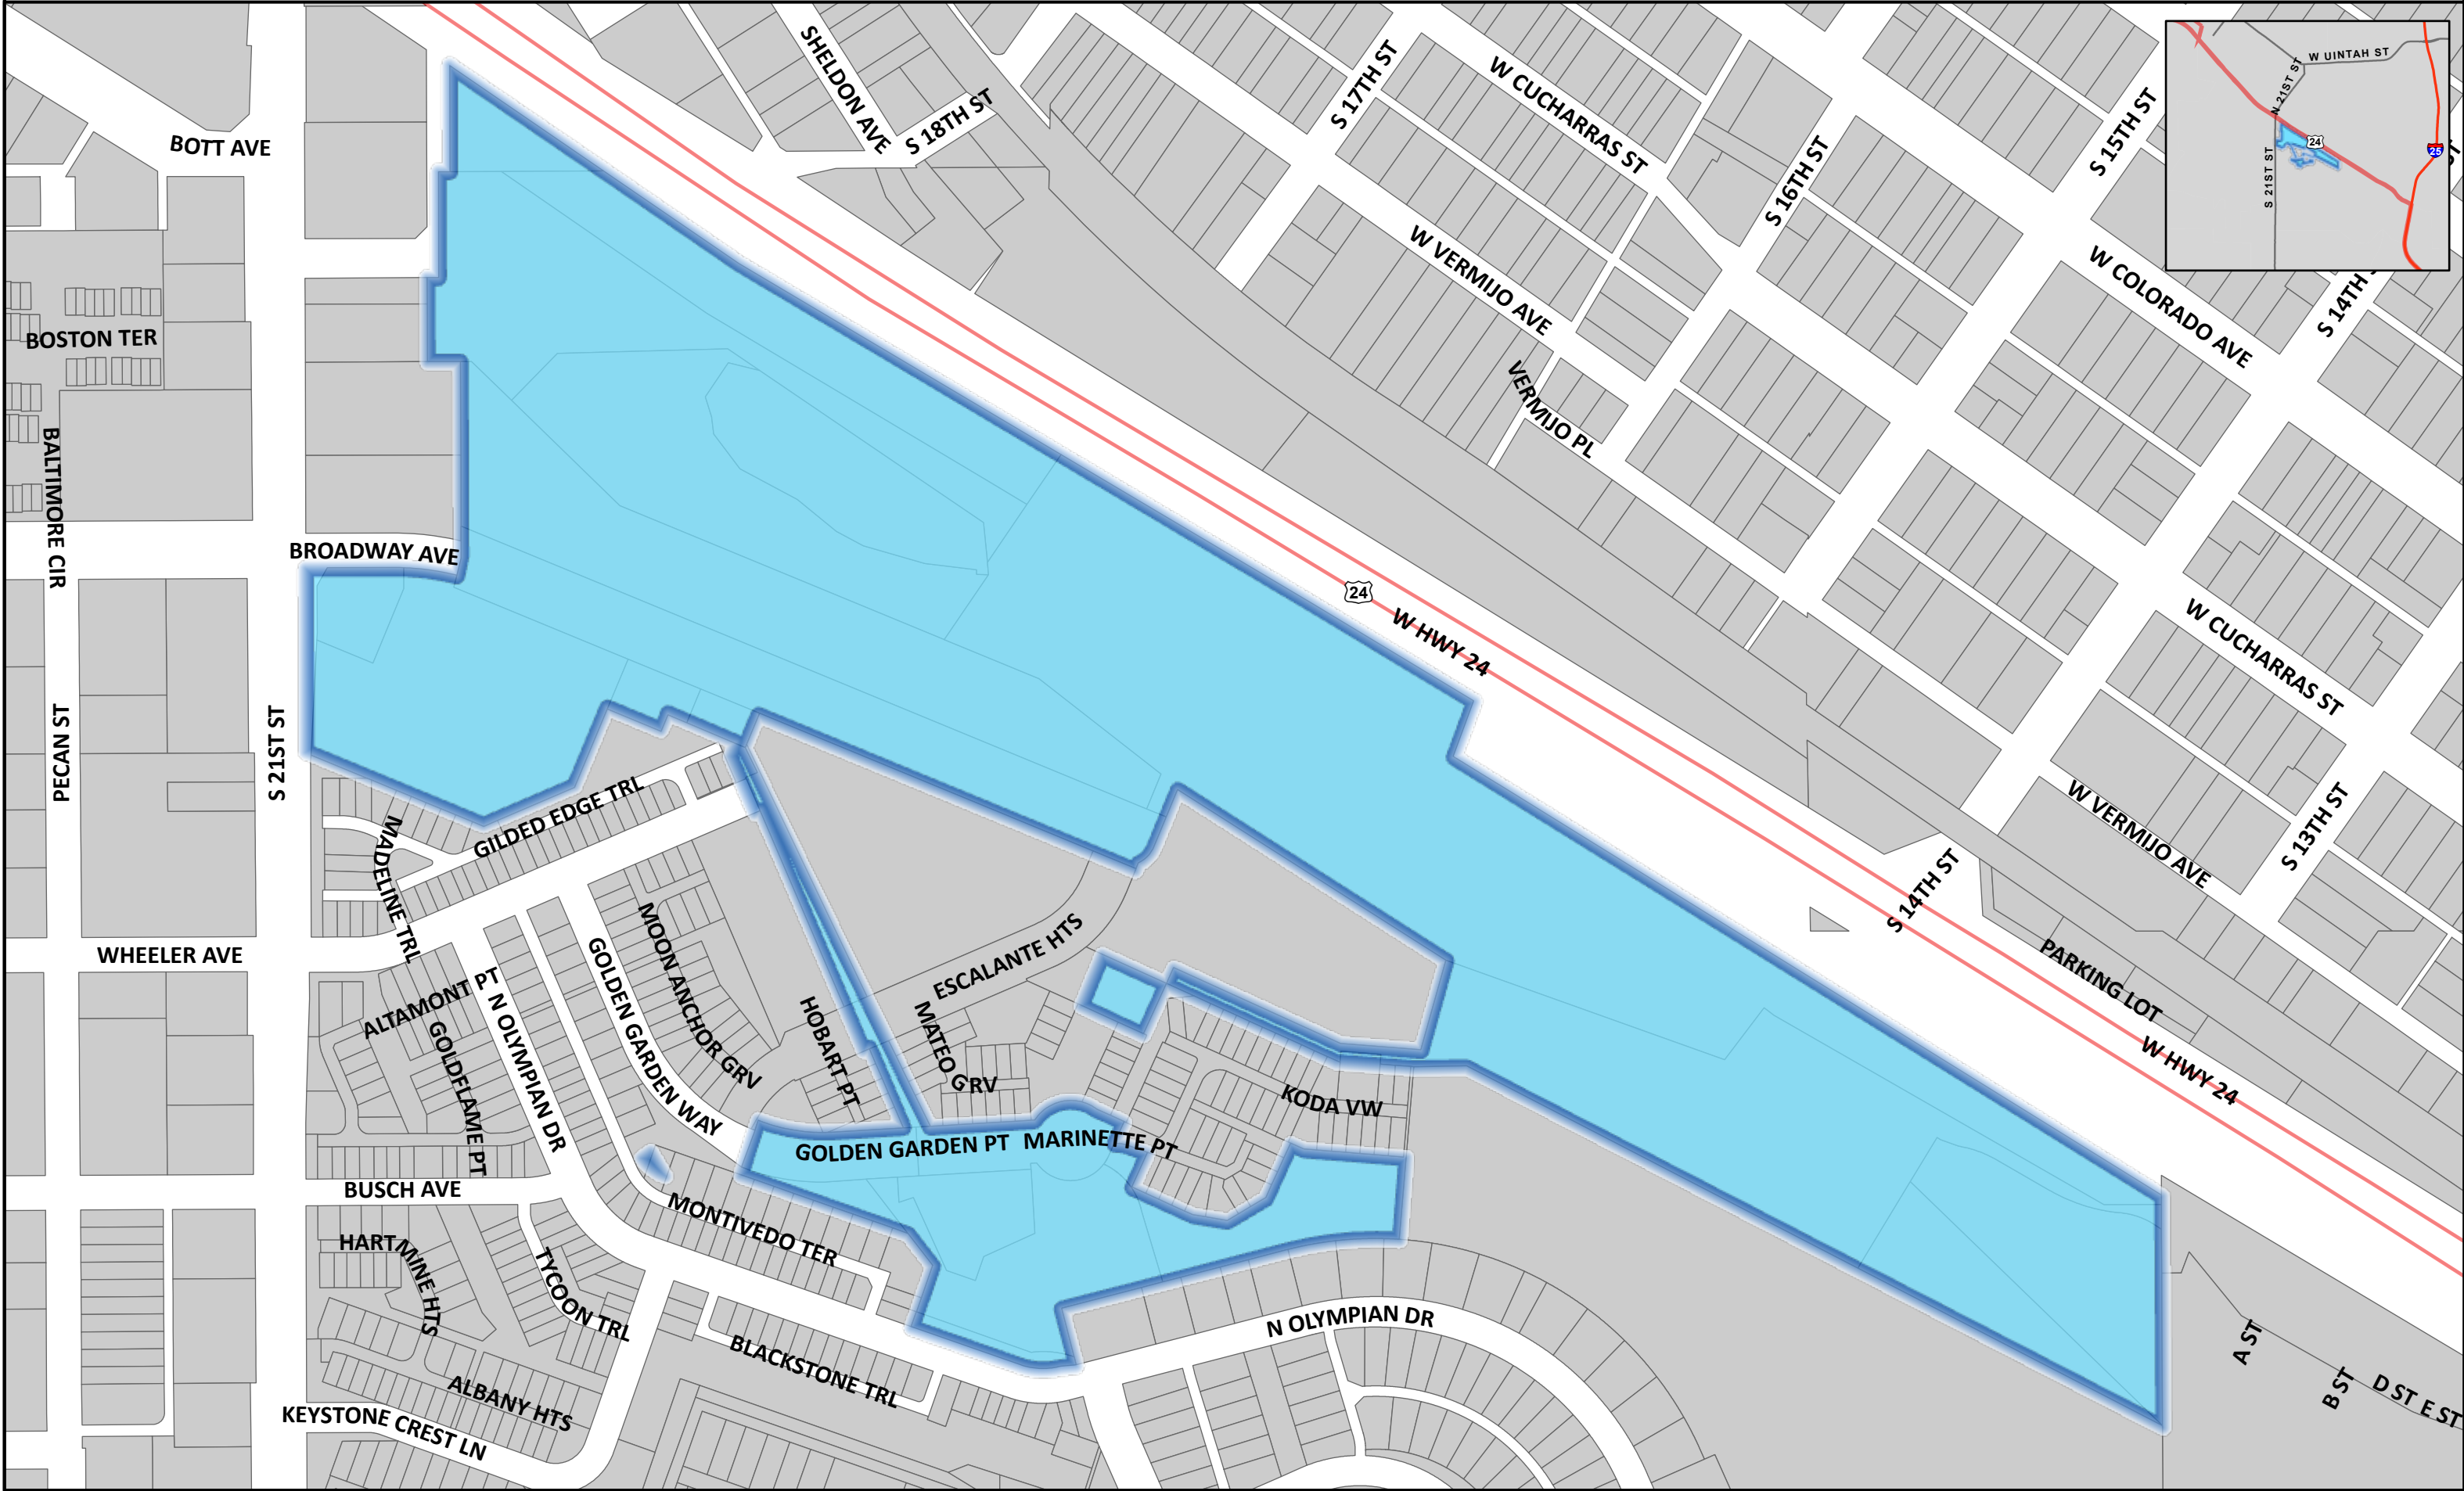 SHELDON AVE
S 18TH ST
S 17TH ST
W CUCHARRAS ST
S 16TH ST
S 15TH ST
W UINTAH ST
N 21ST ST
24
25
S 21ST ST
BOTT AVE
W VERMIJO AVE
W COLORADO AVE
S 14TH
BOSTON TER
VERMIJO PL
BALTIMORE CIR
BROADWAY AVE
24
W HWY 24
W CUCHARRAS ST
PECAN ST
S 21ST ST
GILDED EDGE TRL
MADELINE TRL
W VERMIJO AVE
S 13TH ST
S 14TH ST
WHEELER AVE
MOON ANCHOR GRV
GOLDEN GARDEN WAY
ESCALANTE HTS
PARKING LOT
ALTAMONT PT
N OLYMPIAN DR
GOLDFLAME PT
HOBART PT
MATEO GRV
KODA VW
W HWY 24
GOLDEN GARDEN PT
MARINETTE PT
BUSCH AVE
MONTIVEDO TER
HARTMINE HTS
TYCOON TRL
N OLYMPIAN DR
BLACKSTONE TRL
A ST
B ST
D ST
E ST
ALBANY HTS
KEYSTONE CREST LN